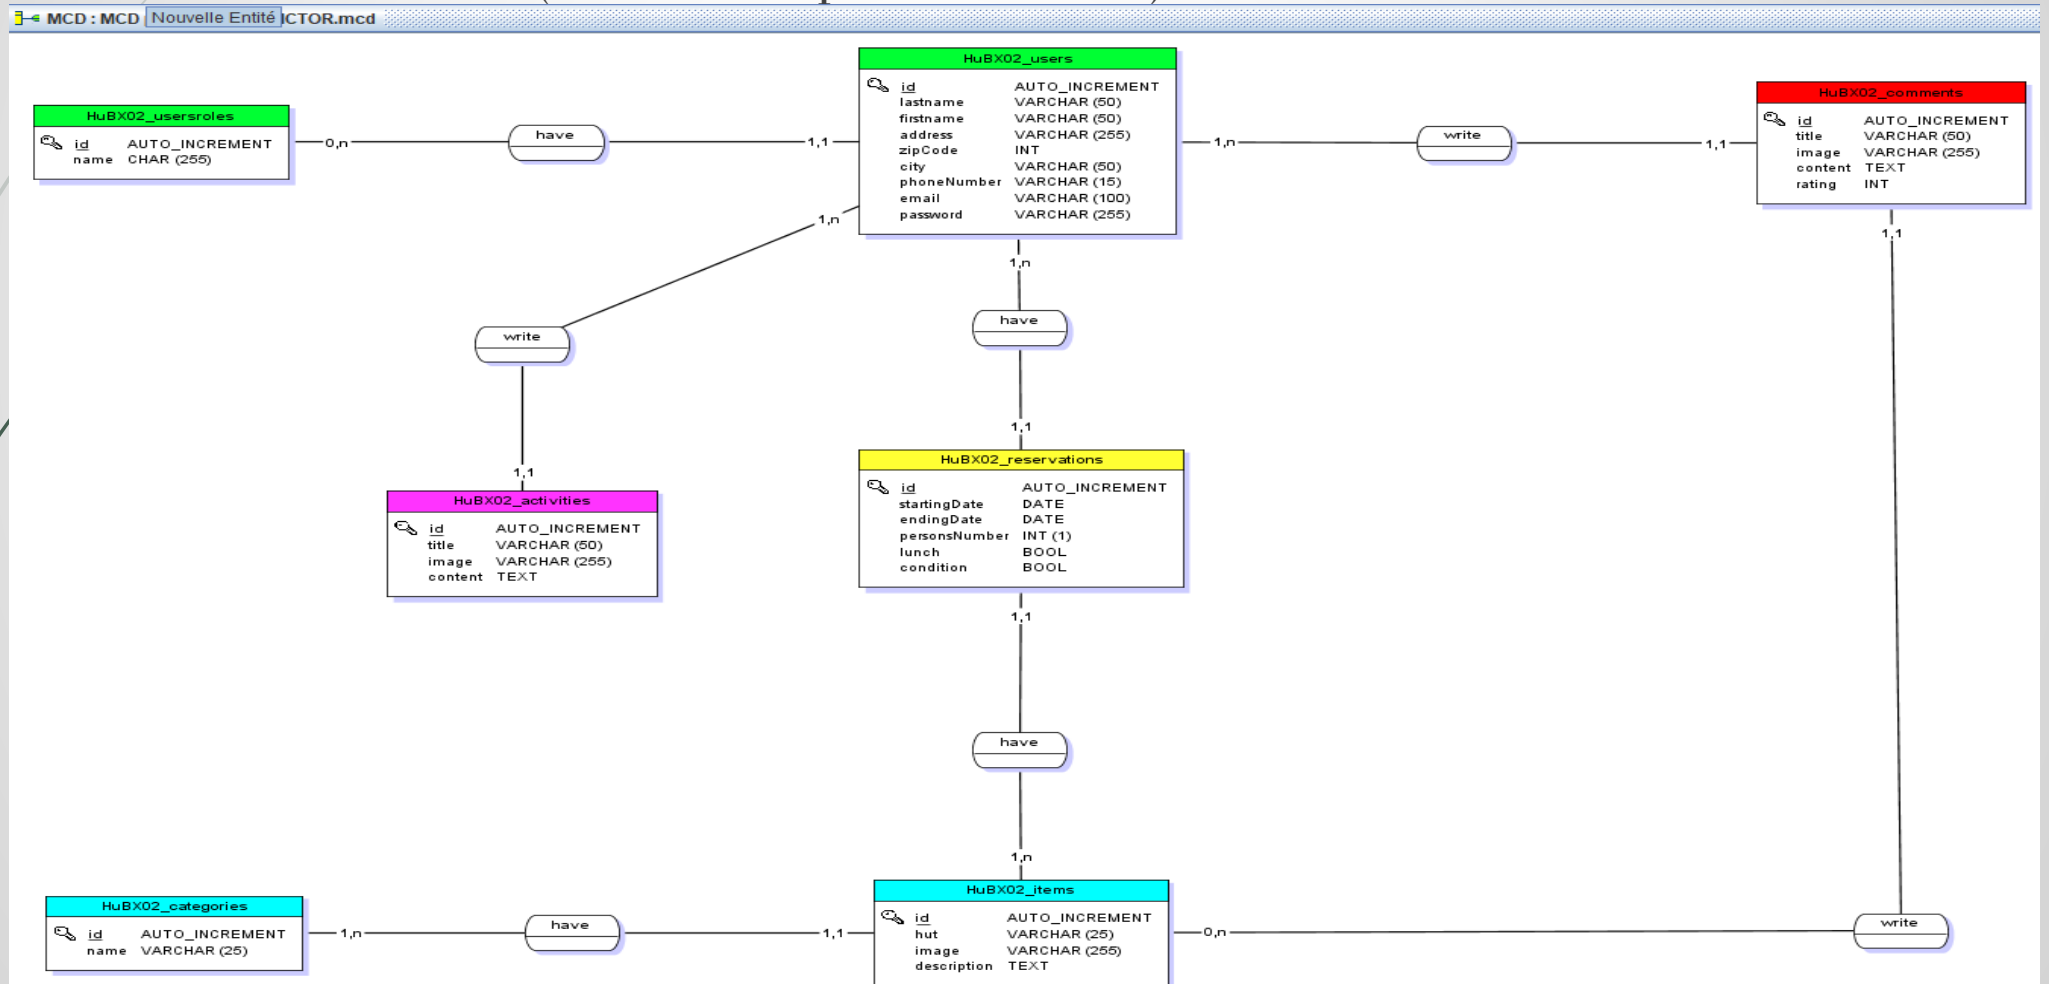 MCD : MCD Nouvelle Entité ICTOR.mcd
HuBX02_users
id AUTO_INCREMENT
lastname VARCHAR (50)
firstname VARCHAR (50)
address VARCHAR (255)
zipCode INT
city VARCHAR (50)
phoneNumber VARCHAR (15)
email VARCHAR (100)
password VARCHAR (255)
HuBX02_usersroles
id AUTO_INCREMENT
name CHAR (255)
0,n
have
1,1
HuBX02_comments
id AUTO_INCREMENT
title VARCHAR (50)
image VARCHAR (255)
content TEXT
rating INT
1,n
write
1,1
1,n
write
1,1
1,n
have
1,1
1,1
HuBX02_activities
id AUTO_INCREMENT
title VARCHAR (50)
image VARCHAR (255)
content TEXT
HuBX02_reservations
id AUTO_INCREMENT
startingDate DATE
endingDate DATE
personsNumber INT (1)
lunch BOOL
condition BOOL
1,1
have
1,n
HuBX02_categories
id AUTO_INCREMENT
name VARCHAR (25)
1,n
have
1,1
HuBX02_items
id AUTO_INCREMENT
hut VARCHAR (25)
image VARCHAR (255)
description TEXT
0,n
write